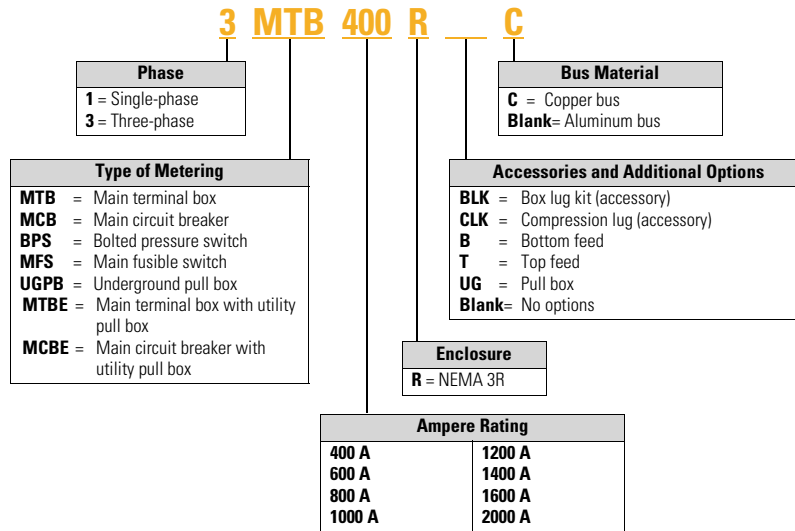 3 MTB 400 R __ C
Phase
1 = Single-phase
3 = Three-phase
Bus Material
C = Copper bus
Blank= Aluminum bus
Type of Metering
MTB = Main terminal box
MCB = Main circuit breaker
BPS = Bolted pressure switch
MFS = Main fusible switch
UGPB = Underground pull box
MTBE = Main terminal box with utility
pull box
MCBE = Main circuit breaker with
utility pull box
Accessories and Additional Options
BLK = Box lug kit (accessory)
CLK = Compression lug (accessory)
B = Bottom feed
T = Top feed
UG = Pull box
Blank= No options
Enclosure
R = NEMA 3R
Ampere Rating
400 A 1200 A
600 A 1400 A
800 A 1600 A
1000 A 2000 A